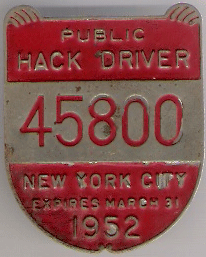 PUBLIC
HACK DRIVER
45800
NEW YORK CITY
EXPIRES MARCH 31
1952